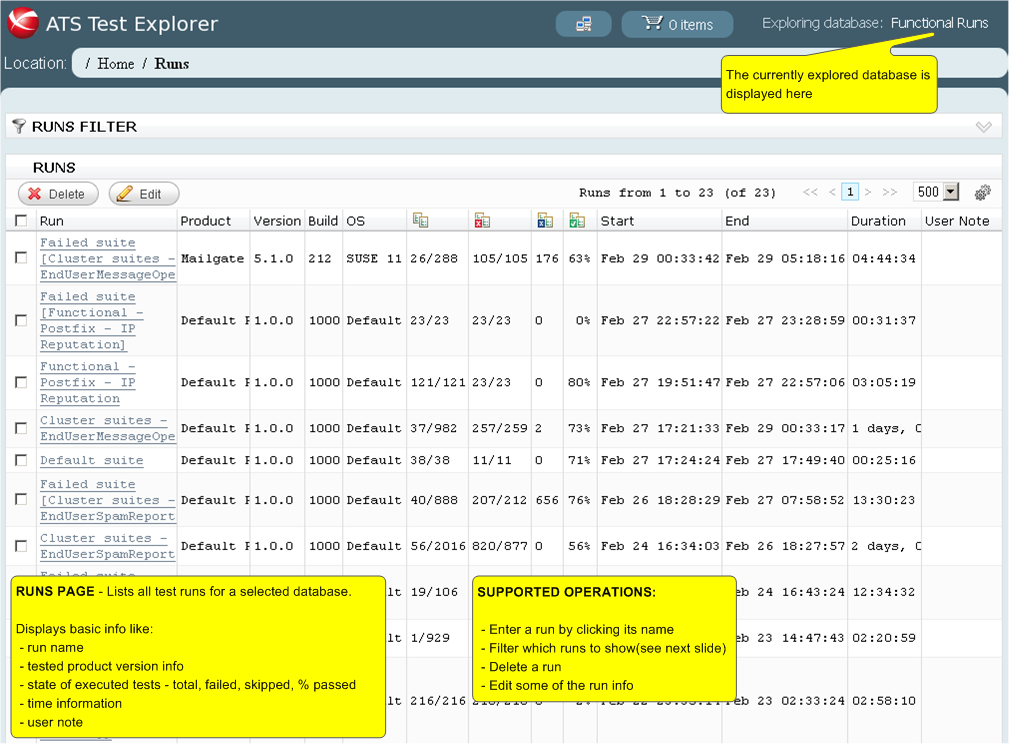 ATS Test Explorer
0 items
Exploring database: Functional Runs
Location: / Home / Runs
The currently explored database is
displayed here
RUNS FILTER
RUNS
Delete
Edit
Runs from 1 to 23 (of 23) << < 1 > >> 500
Run Product Version Build OS Start End Duration User Note
Failed suite
[Cluster suites -
EndUserMessageOpe
Mailgate 5.1.0 212 SUSE 11 26/288 105/105 176 63% Feb 29 00:33:42 Feb 29 05:18:16 04:44:34
Failed suite
[Functional -
Postfix - IP
Reputation]
Default 1.0.0 1000 Default 23/23 23/23 0 0% Feb 27 22:57:22 Feb 27 23:28:59 00:31:37
Functional -
Postfix - IP
Reputation
Default 1.0.0 1000 Default 121/121 23/23 0 80% Feb 27 19:51:47 Feb 27 22:57:06 03:05:19
Cluster suites -
EndUserMessageOpe
Default 1.0.0 1000 Default 37/982 257/259 2 73% Feb 27 17:21:33 Feb 29 00:33:17 1 days,
Default suite
Default 1.0.0 1000 Default 38/38 11/11 0 71% Feb 27 17:24:24 Feb 27 17:49:40 00:25:16
Failed suite
[Cluster suites -
EndUserSpamReport
Default 1.0.0 1000 Default 40/888 207/212 656 76% Feb 26 18:28:29 Feb 27 07:58:52 13:30:23
Cluster suites -
EndUserSpamReport
Default 1.0.0 1000 Default 56/2016 820/877 0 56% Feb 24 16:34:03 Feb 26 18:27:57 2 days,
lt 19/106 eb 24 16:43:24 12:34:32
lt 1/929 eb 23 14:47:43 02:20:59
lt 216/216 eb 23 02:33:24 02:58:10
RUNS PAGE - Lists all test runs for a selected database.
Displays basic info like:
- run name
- tested product version info
- state of executed tests - total, failed, skipped, % passed
- time information
- user note
SUPPORTED OPERATIONS:
- Enter a run by clicking its name
- Filter which runs to show(see next slide)
- Delete a run
- Edit some of the run info